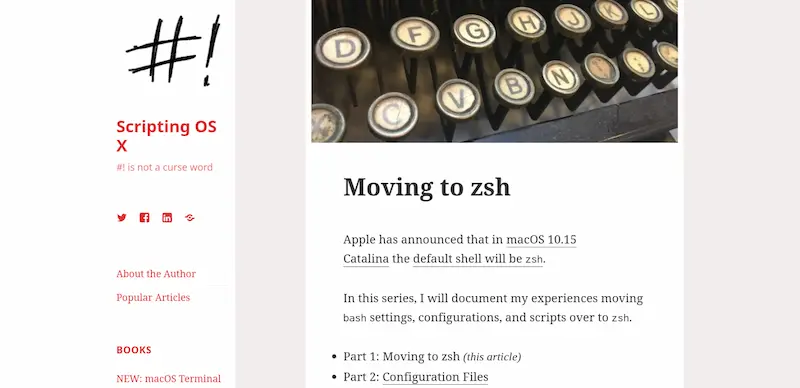 #!
Scripting OS
X
#! is not a curse word
About the Author
Popular Articles
BOOKS
NEW: macOS Terminal
D F G H J K L
X C V B N
Moving to zsh
Apple has announced that in macOS 10.15
Catalina the default shell will be zsh.
In this series, I will document my experiences moving
bash settings, configurations, and scripts over to zsh.
Part 1: Moving to zsh (this article)
Part 2: Configuration Files